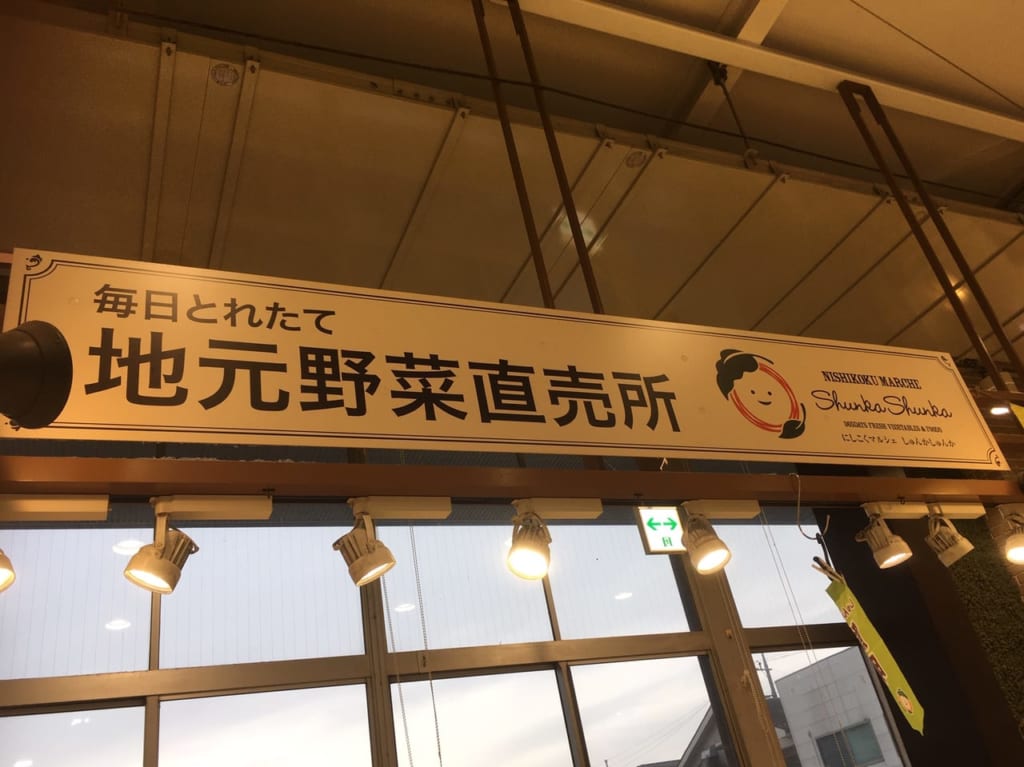 毎日とれたて
地元野菜直売所
NISHIKOKU MARCHE
Shunka Shunka
にしこくマルシェ しゅんかしゅんか